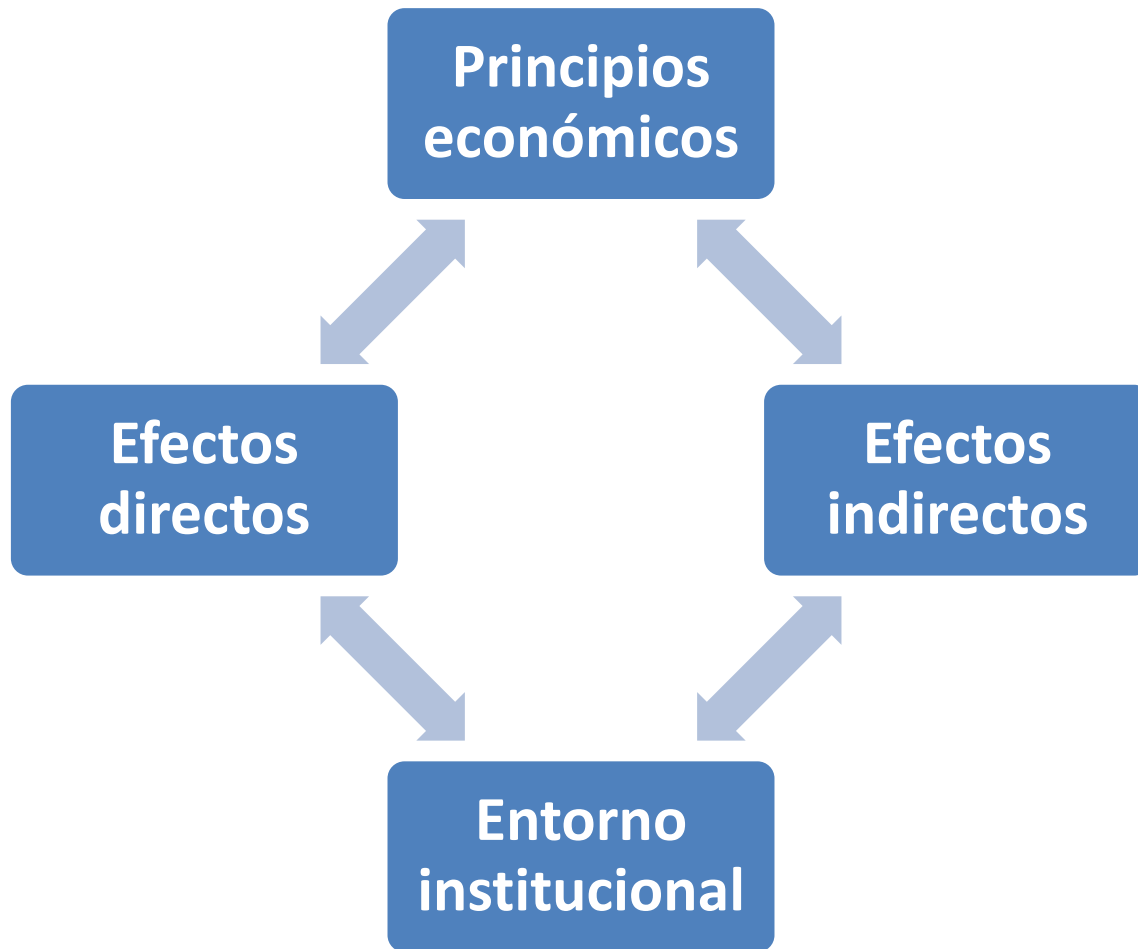 Principios
económicos
Efectos
directos
Efectos
indirectos
Entorno
institucional